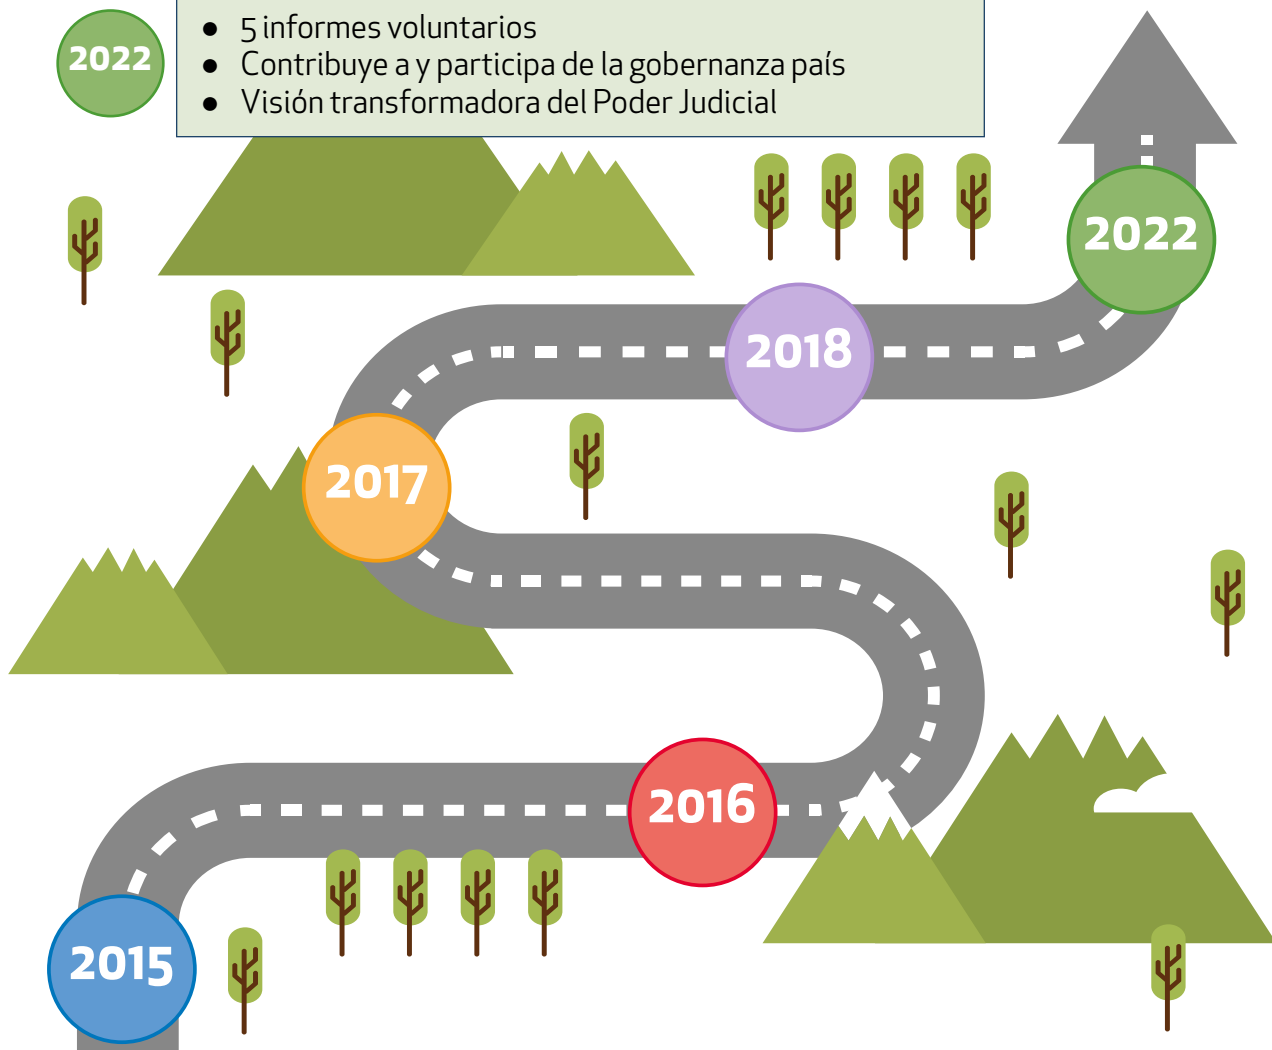 2022
● 5 informes voluntarios
● Contribuye a y participa de la gobernanza país
● Visión transformadora del Poder Judicial
2022
2018
2017
2016
2015